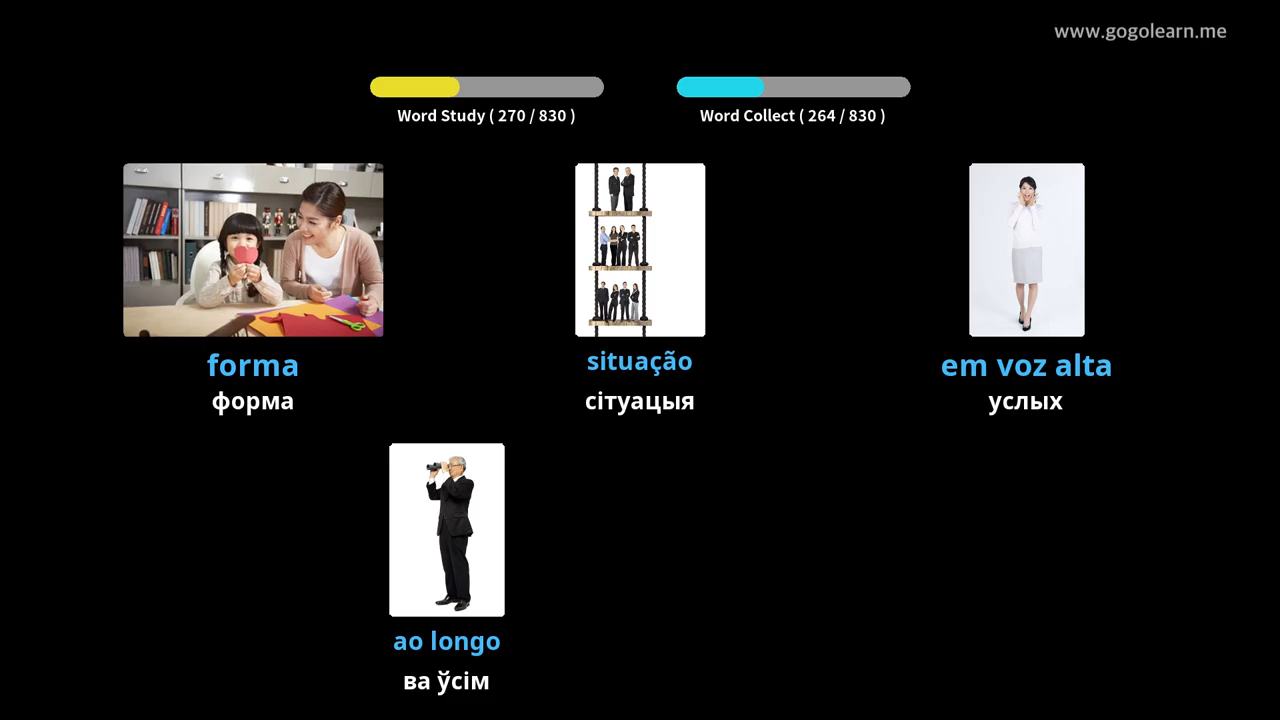 www.gogolearn.me
Word Study ( 270 / 830 )
Word Collect ( 264 / 830 )
forma
форма
situação
сітуацыя
em voz alta
услых
ao longo
ва ўсім